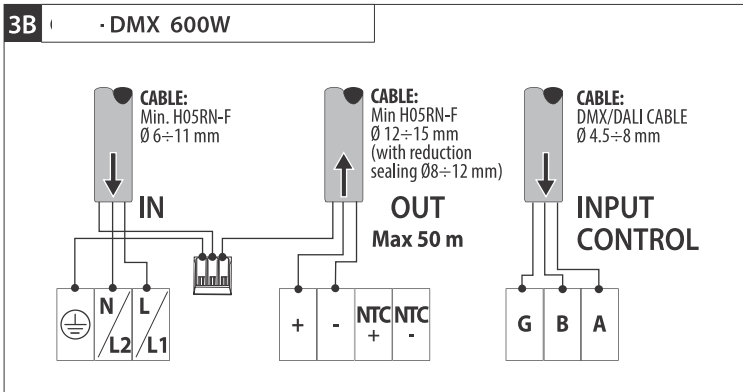 3B
- DMX 600W
CABLE:
Min. H05RN-F
Ø 6÷11 mm
IN
CABLE:
Min H05RN-F
Ø 12÷15 mm
(with reduction
sealing Ø8÷12 mm)
OUT
Max 50 m
CABLE:
DMX/DALI CABLE
Ø 4.5÷8 mm
INPUT
CONTROL
N
L2
L
L1
+
-
NTC
+
NTC
-
G
B
A